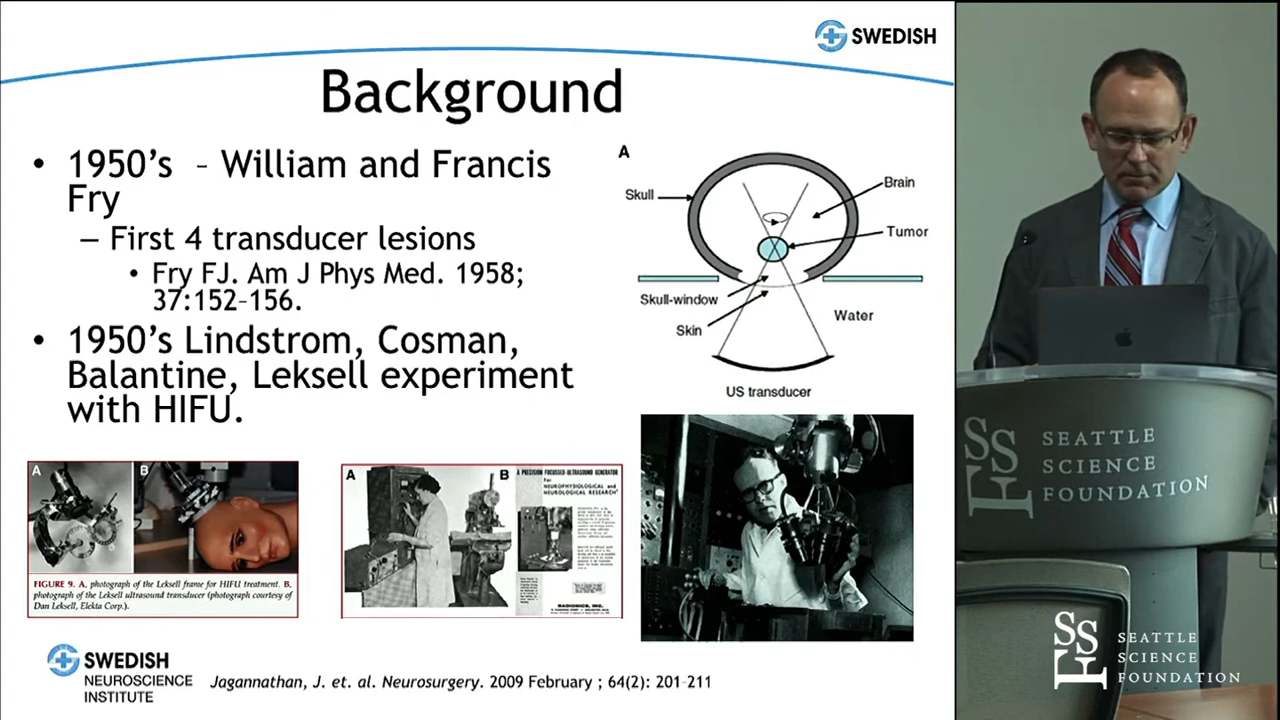 SWEDISH
Background
• 1950's – William and Francis
Fry
– First 4 transducer lesions
• Fry FJ. Am J Phys Med. 1958;
37:152–156.
• 1950's Lindstrom, Cosman,
Balantine, Leksell experiment
with HIFU.
A
Skull
Brain
Tumor
Skull-window
Skin
Water
US transducer
A
B
FIGURE 9. A, photograph of the Leksell frame for HIFU treatment. B,
photograph of the Leksell ultrasound transducer (photograph courtesy of
Dan Leksell, Elekta Corp.).
A
B
A PRECISION FOCUSSED-ULTRASOUND GENERATOR
For
NEUROPHYSIOLOGICAL and
NEUROLOGICAL RESEARCH
RADIONICS, INC.
SWEDISH
NEUROSCIENCE
INSTITUTE
Jagannathan, J. et. al. Neurosurgery. 2009 February ; 64(2): 201–211
SSF
SEATTLE
SCIENCE
FOUNDATION
SSF
SEATTLE
SCIENCE
FOUNDATION